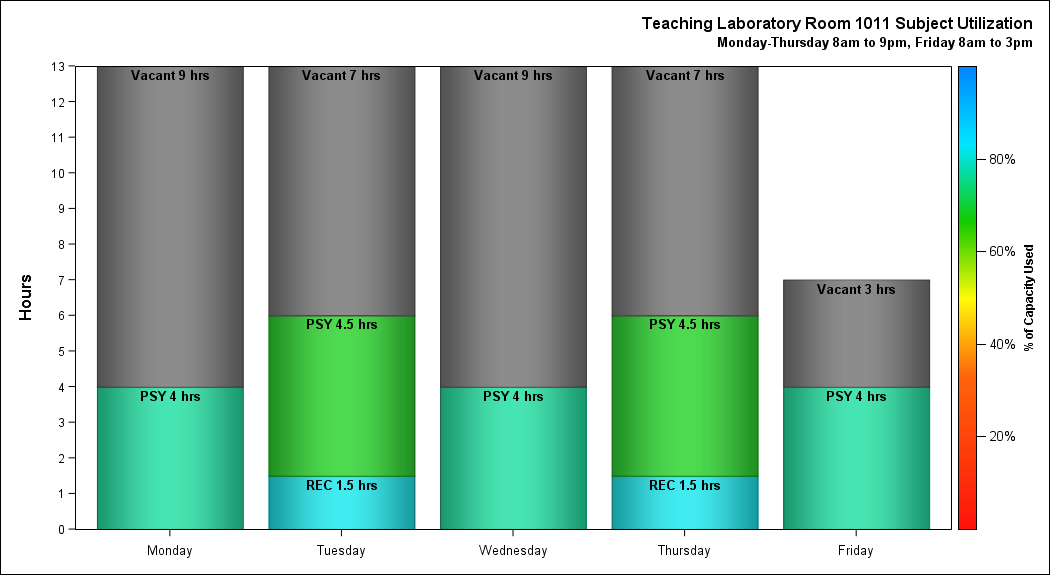 Teaching Laboratory Room 1011 Subject Utilization
Monday-Thursday 8am to 9pm, Friday 8am to 3pm
Hours
13
12
11
10
9
8
7
6
5
4
3
2
1
0
Vacant 9 hrs
PSY 4 hrs
Vacant 7 hrs
PSY 4.5 hrs
REC 1.5 hrs
Vacant 9 hrs
PSY 4 hrs
Vacant 7 hrs
PSY 4.5 hrs
REC 1.5 hrs
Vacant 3 hrs
PSY 4 hrs
Monday
Tuesday
Wednesday
Thursday
Friday
80%
60%
40%
20%
% of Capacity Used